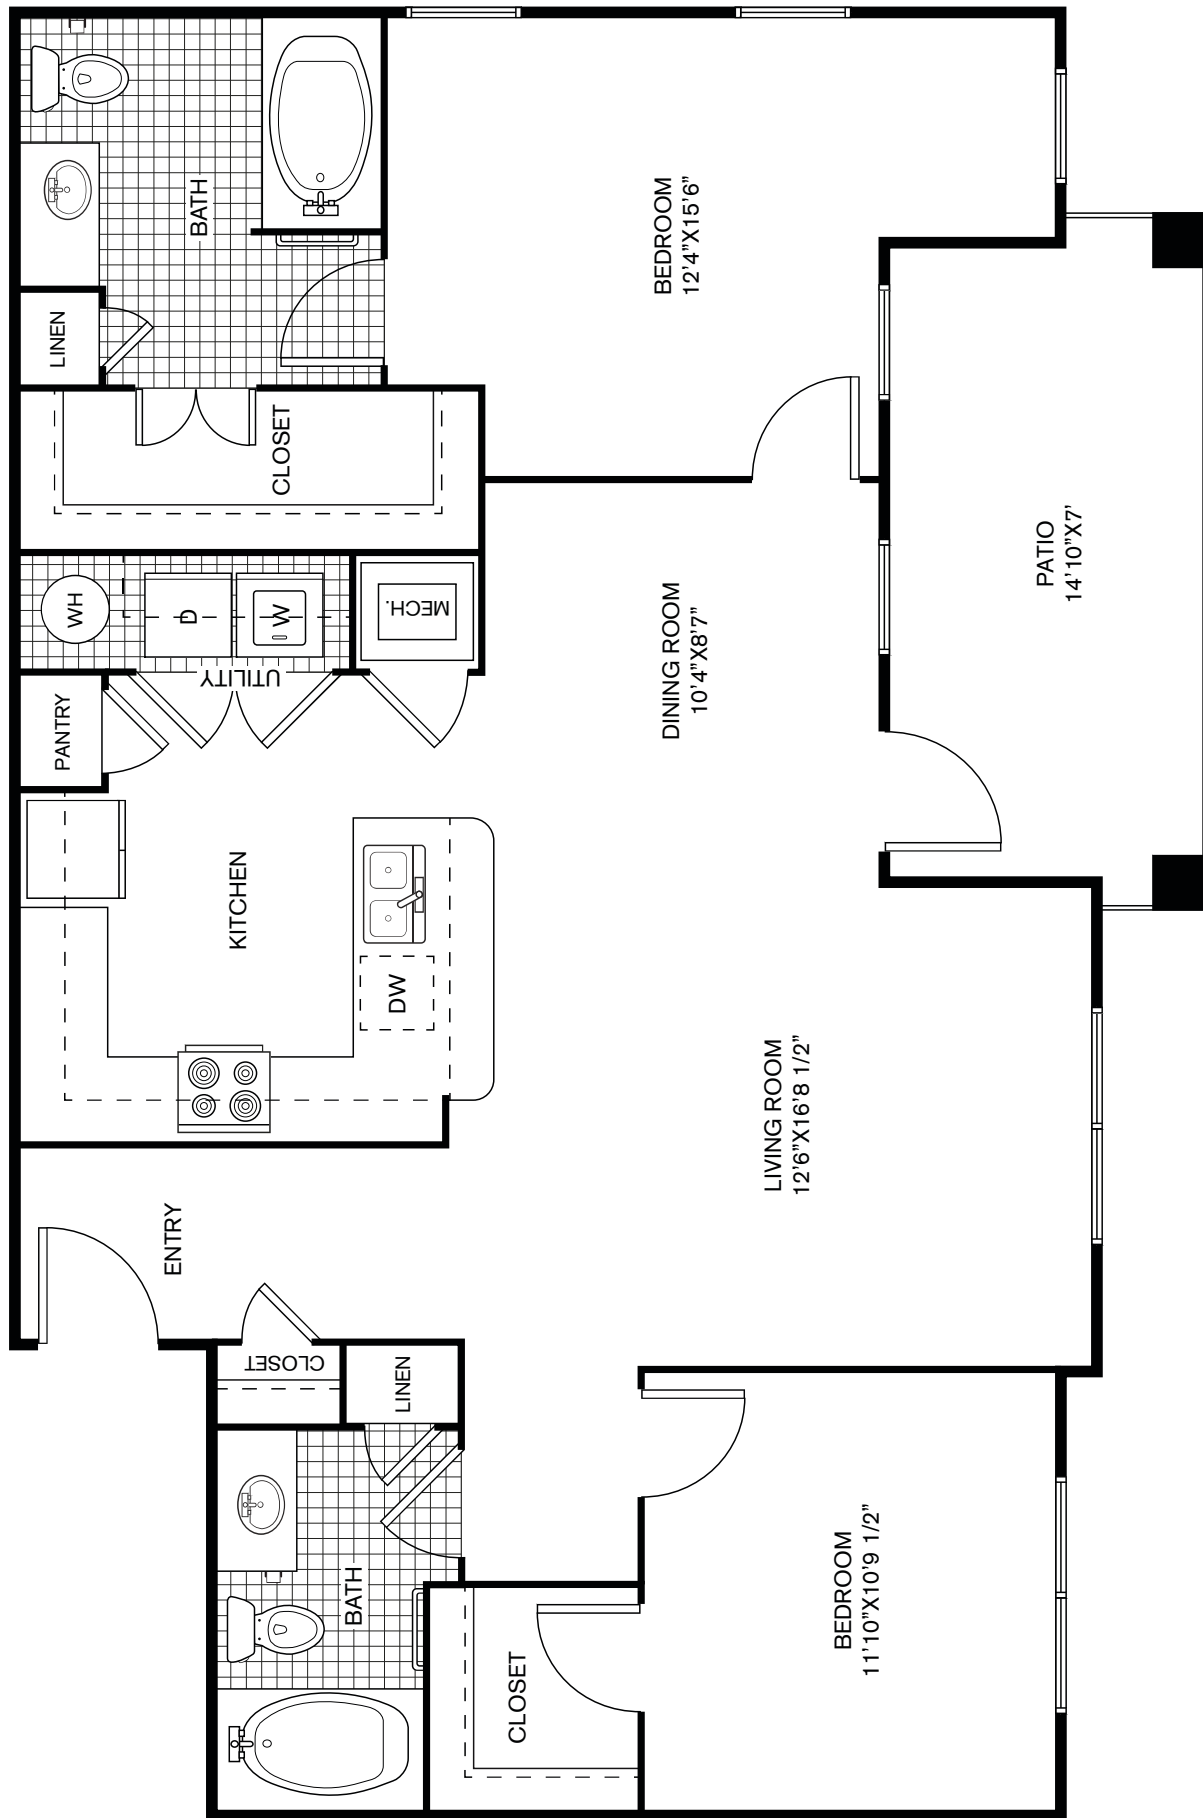 BATH
LINEN
CLOSET
BEDROOM
12'4"X15'6"
WH
D
W
MECH.
UTILITY
PANTRY
KITCHEN
DW
DINING ROOM
10'4"X8'7"
PATIO
14'10"X7'
LIVING ROOM
12'6"X16'8 1/2"
ENTRY
CLOSET
LINEN
BATH
CLOSET
BEDROOM
11'10"X10'9 1/2"